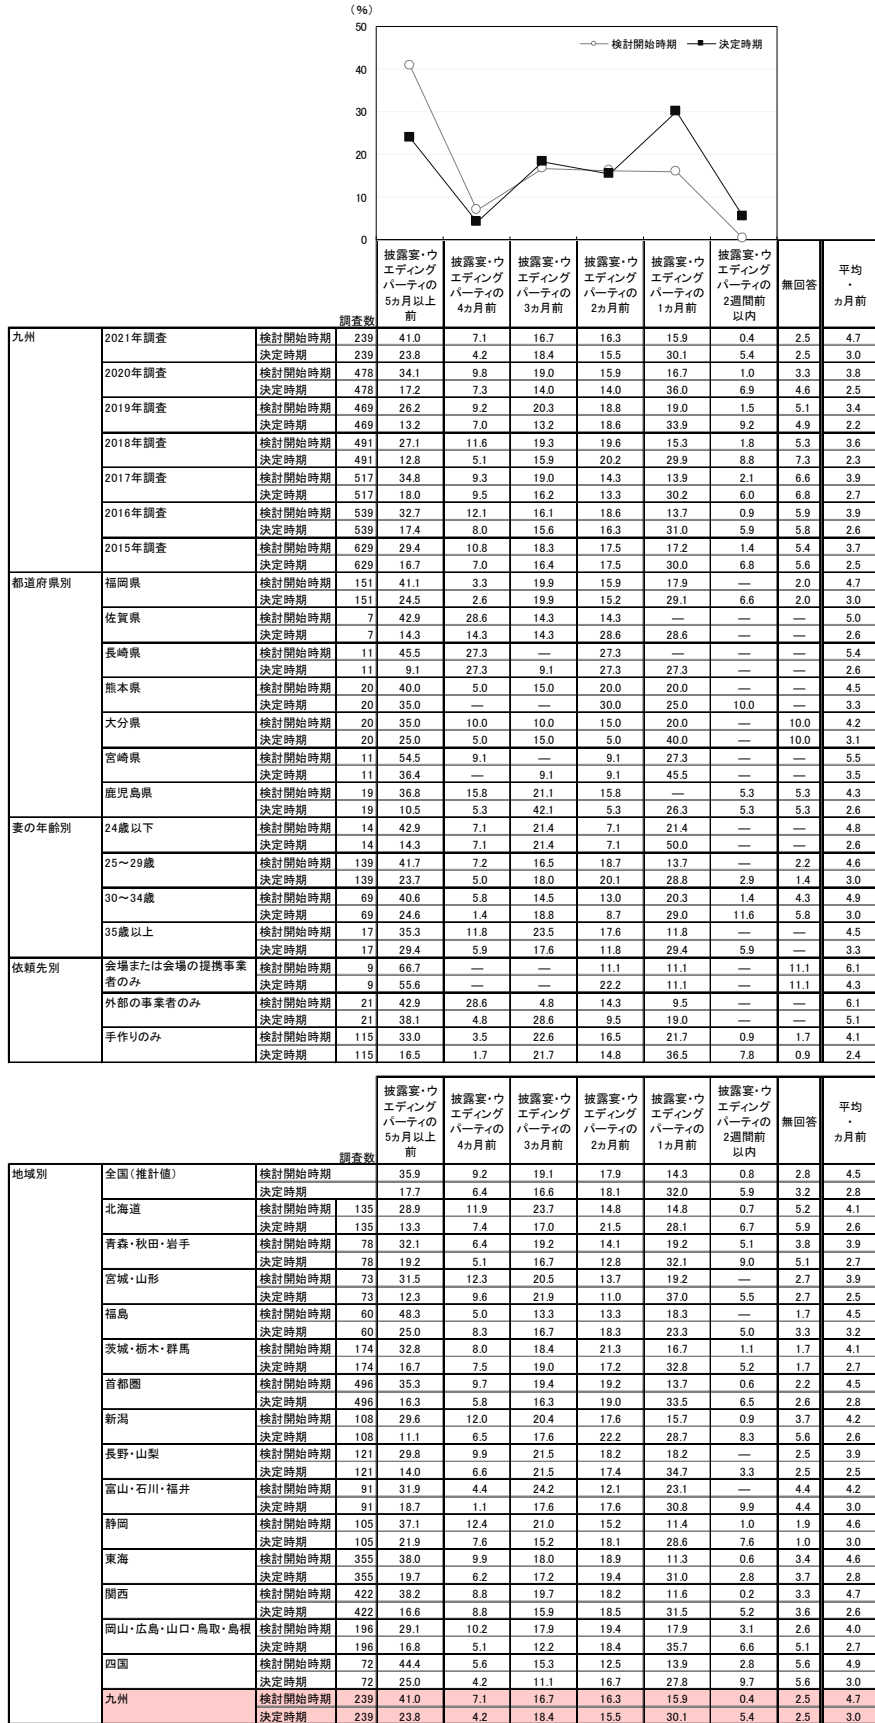 （％）
50
40
30
20
10
0
検討開始時期 決定時期
調査数 披露宴・ウエディングパーティの5ヵ月以上前 披露宴・ウエディングパーティの4ヵ月前 披露宴・ウエディングパーティの3ヵ月前 披露宴・ウエディングパーティの2ヵ月前 披露宴・ウエディングパーティの1ヵ月前 披露宴・ウエディングパーティの2週間前以内 無回答 平均・ヵ月前
九州 2021年調査 検討開始時期 239 41.0 7.1 16.7 16.3 15.9 0.4 2.5 4.7
決定時期 239 23.8 4.2 18.4 15.5 30.1 5.4 2.5 3.0
2020年調査 検討開始時期 478 34.1 9.8 19.0 15.9 16.7 1.0 3.3 3.8
決定時期 478 17.2 7.3 14.0 14.0 36.0 6.9 4.6 2.5
2019年調査 検討開始時期 469 26.2 9.2 20.3 18.8 19.0 1.5 5.1 3.4
決定時期 469 13.2 7.0 13.2 18.6 33.9 9.2 4.9 2.2
2018年調査 検討開始時期 491 27.1 11.6 19.3 19.6 15.3 1.8 5.3 3.6
決定時期 491 12.8 5.1 15.9 20.2 29.9 8.8 7.3 2.3
2017年調査 検討開始時期 517 34.8 9.3 19.0 14.3 13.9 2.1 6.6 3.9
決定時期 517 18.0 9.5 16.2 13.3 30.2 6.0 6.8 2.7
2016年調査 検討開始時期 539 32.7 12.1 16.1 18.6 13.7 0.9 5.9 3.9
決定時期 539 17.4 8.0 15.6 16.3 31.0 5.9 5.8 2.6
2015年調査 検討開始時期 629 29.4 10.8 18.3 17.5 17.2 1.4 5.4 3.7
決定時期 629 16.7 7.0 16.4 17.5 30.0 6.8 5.6 2.5
都道府県別 福岡県 検討開始時期 151 41.1 3.3 19.9 15.9 17.9 ― 2.0 4.7
決定時期 151 24.5 2.6 19.9 15.2 29.1 6.6 2.0 3.0
佐賀県 検討開始時期 7 42.9 28.6 14.3 14.3 ― ― ― 5.0
決定時期 7 14.3 14.3 14.3 28.6 28.6 ― ― 2.6
長崎県 検討開始時期 11 45.5 27.3 ― 27.3 ― ― ― 5.4
決定時期 11 9.1 27.3 9.1 27.3 27.3 ― ― 2.6
熊本県 検討開始時期 20 40.0 5.0 15.0 20.0 20.0 ― ― 4.5
決定時期 20 35.0 ― ― 30.0 25.0 10.0 ― 3.3
大分県 検討開始時期 20 35.0 10.0 10.0 15.0 20.0 ― 10.0 4.2
決定時期 20 25.0 5.0 15.0 5.0 40.0 ― 10.0 3.1
宮崎県 検討開始時期 11 54.5 9.1 ― 9.1 27.3 ― ― 5.5
決定時期 11 36.4 ― 9.1 9.1 45.5 ― ― 3.5
鹿児島県 検討開始時期 19 36.8 15.8 21.1 15.8 ― 5.3 5.3 4.3
決定時期 19 10.5 5.3 42.1 5.3 26.3 5.3 5.3 2.6
妻の年齢別 24歳以下 検討開始時期 14 42.9 7.1 21.4 7.1 21.4 ― ― 4.8
決定時期 14 14.3 7.1 21.4 7.1 50.0 ― ― 2.6
25～29歳 検討開始時期 139 41.7 7.2 16.5 18.7 13.7 ― 2.2 4.6
決定時期 139 23.7 5.0 18.0 20.1 28.8 2.9 1.4 3.0
30～34歳 検討開始時期 69 40.6 5.8 14.5 13.0 20.3 1.4 4.3 4.9
決定時期 69 24.6 1.4 18.8 8.7 29.0 11.6 5.8 3.0
35歳以上 検討開始時期 17 35.3 11.8 23.5 17.6 11.8 ― ― 4.5
決定時期 17 29.4 5.9 17.6 11.8 29.4 5.9 ― 3.3
依頼先別 会場または会場の提携事業者のみ 検討開始時期 9 66.7 ― ― 11.1 11.1 ― 11.1 6.1
決定時期 9 55.6 ― ― 22.2 11.1 ― 11.1 4.3
外部の事業者のみ 検討開始時期 21 42.9 28.6 4.8 14.3 9.5 ― ― 6.1
決定時期 21 38.1 4.8 28.6 9.5 19.0 ― ― 5.1
手作りのみ 検討開始時期 115 33.0 3.5 22.6 16.5 21.7 0.9 1.7 4.1
決定時期 115 16.5 1.7 21.7 14.8 36.5 7.8 0.9 2.4
調査数 披露宴・ウエディングパーティの5ヵ月以上前 披露宴・ウエディングパーティの4ヵ月前 披露宴・ウエディングパーティの3ヵ月前 披露宴・ウエディングパーティの2ヵ月前 披露宴・ウエディングパーティの1ヵ月前 披露宴・ウエディングパーティの2週間前以内 無回答 平均・ヵ月前
地域別 全国（推計値） 検討開始時期 35.9 9.2 19.1 17.9 14.3 0.8 2.8 4.5
決定時期 17.7 6.4 16.6 18.1 32.0 5.9 3.2 2.8
北海道 検討開始時期 135 28.9 11.9 23.7 14.8 14.8 0.7 5.2 4.1
決定時期 135 13.3 7.4 17.0 21.5 28.1 6.7 5.9 2.6
青森・秋田・岩手 検討開始時期 78 32.1 6.4 19.2 14.1 19.2 5.1 3.8 3.9
決定時期 78 19.2 5.1 16.7 12.8 32.1 9.0 5.1 2.7
宮城・山形 検討開始時期 73 31.5 12.3 20.5 13.7 19.2 ― 2.7 3.9
決定時期 73 12.3 9.6 21.9 11.0 37.0 5.5 2.7 2.5
福島 検討開始時期 60 48.3 5.0 13.3 13.3 18.3 ― 1.7 4.5
決定時期 60 25.0 8.3 16.7 18.3 23.3 5.0 3.3 3.2
茨城・栃木・群馬 検討開始時期 174 32.8 8.0 18.4 21.3 16.7 1.1 1.7 4.1
決定時期 174 16.7 7.5 19.0 17.2 32.8 5.2 1.7 2.7
首都圏 検討開始時期 496 35.3 9.7 19.4 19.2 13.7 0.6 2.2 4.5
決定時期 496 16.3 5.8 16.3 19.0 33.5 6.5 2.6 2.8
新潟 検討開始時期 108 29.6 12.0 20.4 17.6 15.7 0.9 3.7 4.2
決定時期 108 11.1 6.5 17.6 22.2 28.7 8.3 5.6 2.6
長野・山梨 検討開始時期 121 29.8 9.9 21.5 18.2 18.2 ― 2.5 3.9
決定時期 121 14.0 6.6 21.5 17.4 34.7 3.3 2.5 2.5
富山・石川・福井 検討開始時期 91 31.9 4.4 24.2 12.1 23.1 ― 4.4 4.2
決定時期 91 18.7 1.1 17.6 17.6 30.8 9.9 4.4 3.0
静岡 検討開始時期 105 37.1 12.4 21.0 15.2 11.4 1.0 1.9 4.6
決定時期 105 21.9 7.6 15.2 18.1 28.6 7.6 1.0 3.0
東海 検討開始時期 355 38.0 9.9 18.0 18.9 11.3 0.6 3.4 4.6
決定時期 355 19.7 6.2 17.2 19.4 31.0 2.8 3.7 2.8
関西 検討開始時期 422 38.2 8.8 19.7 18.2 11.6 0.2 3.3 4.7
決定時期 422 16.6 8.8 15.9 18.5 31.5 5.2 3.6 2.6
岡山・広島・山口・鳥取・島根 検討開始時期 196 29.1 10.2 17.9 19.4 17.9 3.1 2.6 4.0
決定時期 196 16.8 5.1 12.2 18.4 35.7 6.6 5.1 2.7
四国 検討開始時期 72 44.4 5.6 15.3 12.5 13.9 2.8 5.6 4.9
決定時期 72 25.0 4.2 11.1 16.7 27.8 9.7 5.6 3.0
九州 検討開始時期 239 41.0 7.1 16.7 16.3 15.9 0.4 2.5 4.7
決定時期 239 23.8 4.2 18.4 15.5 30.1 5.4 2.5 3.0